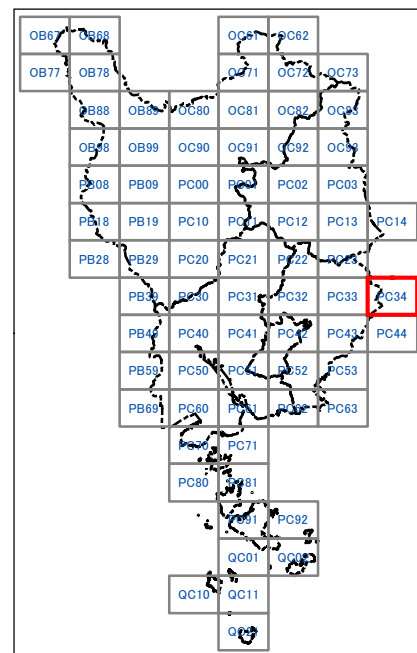 OB67 OB68 OC61 OC62
OB77 OB78 OC71 OC72 OC73
OB88 OB89 OC80 OC81 OC82 OC83
OB98 OB99 OC90 OC91 OC92 OC93
PB08 PB09 PC00 PC01 PC02 PC03
PB18 PB19 PC10 PC11 PC12 PC13 PC14
PB28 PB29 PC20 PC21 PC22 PC23
PB39 PC30 PC31 PC32 PC33 PC34
PB49 PC40 PC41 PC42 PC43 PC44
PB59 PC50 PC51 PC52 PC53
PB69 PC60 PC61 PC62 PC63
PC70 PC71
PC80 PC81
PC91 PC92
QC01 QC02
QC10 QC11
QC21